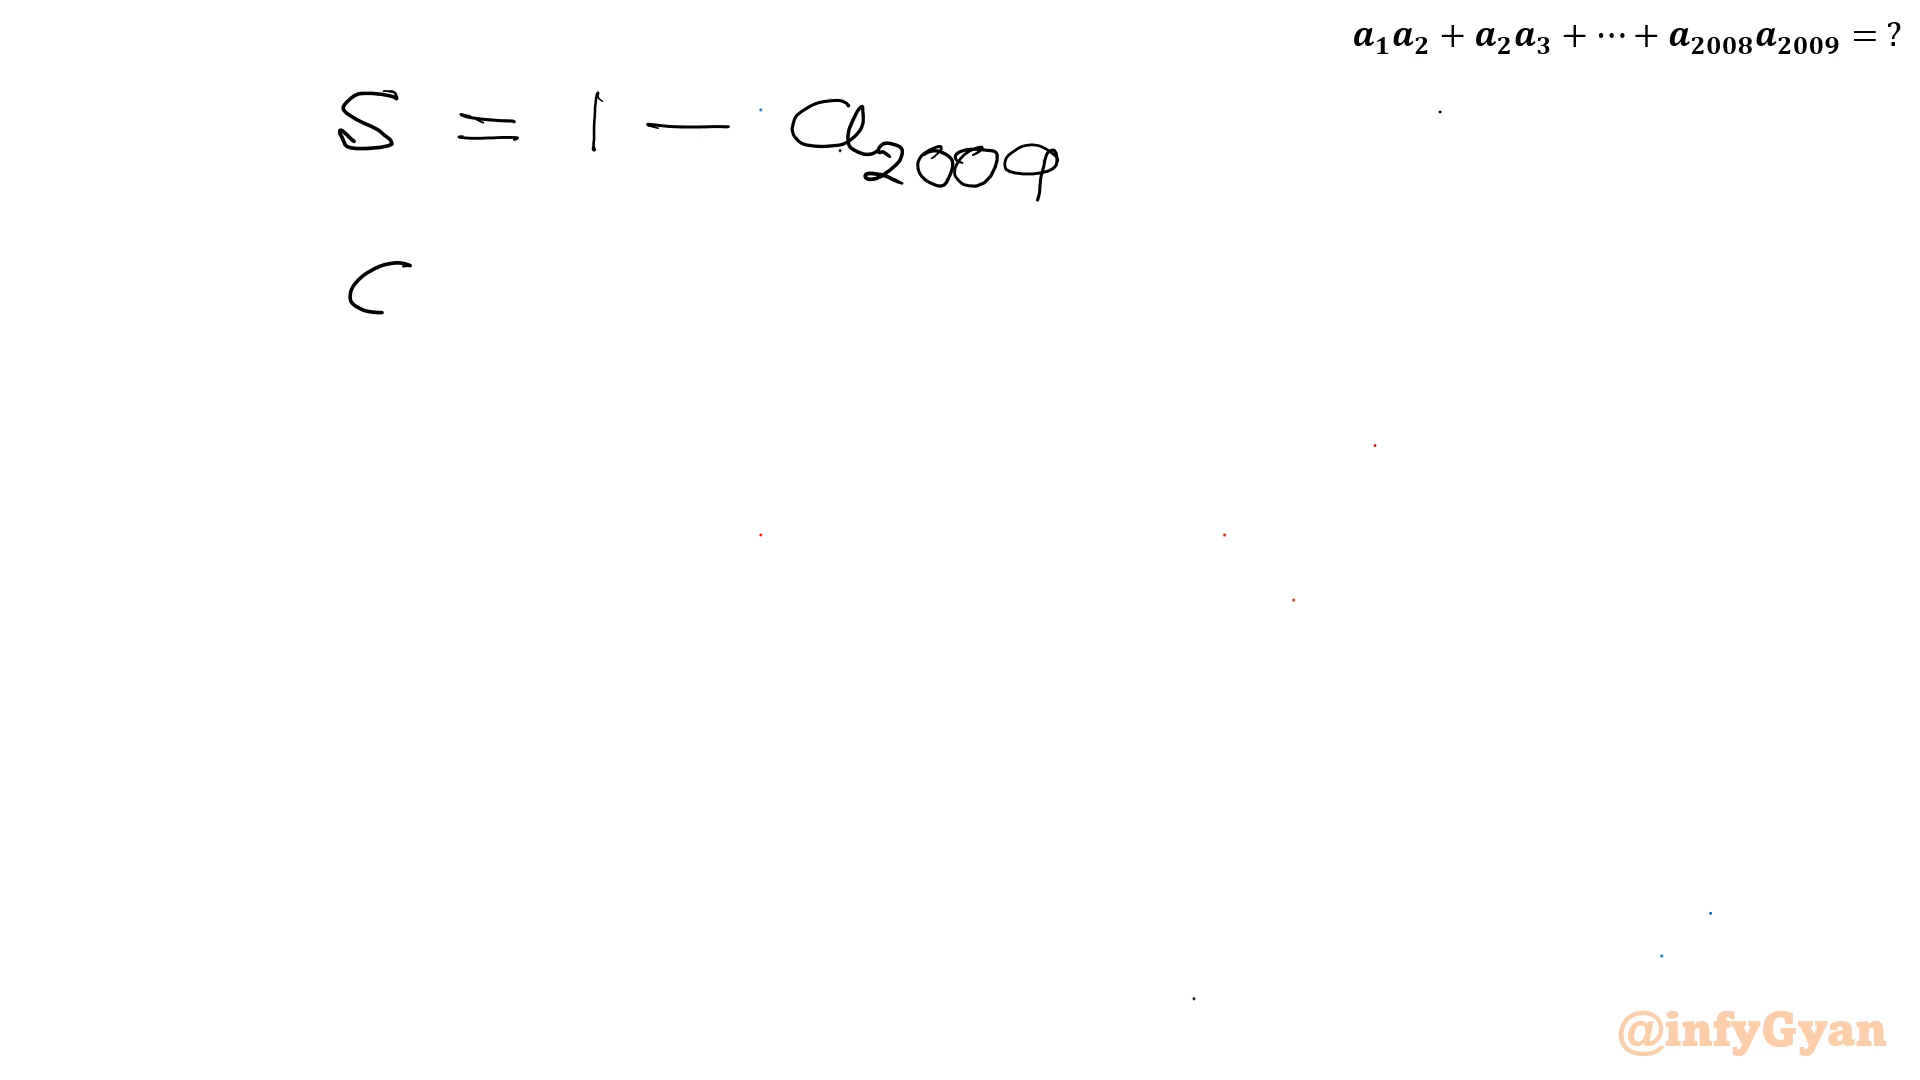 a₁a₂ + a₂a₃ + ⋯ + a₂₀₀₈a₂₀₀₉ = ?
S = 1 − a₂₀₀₉
@infyGyan